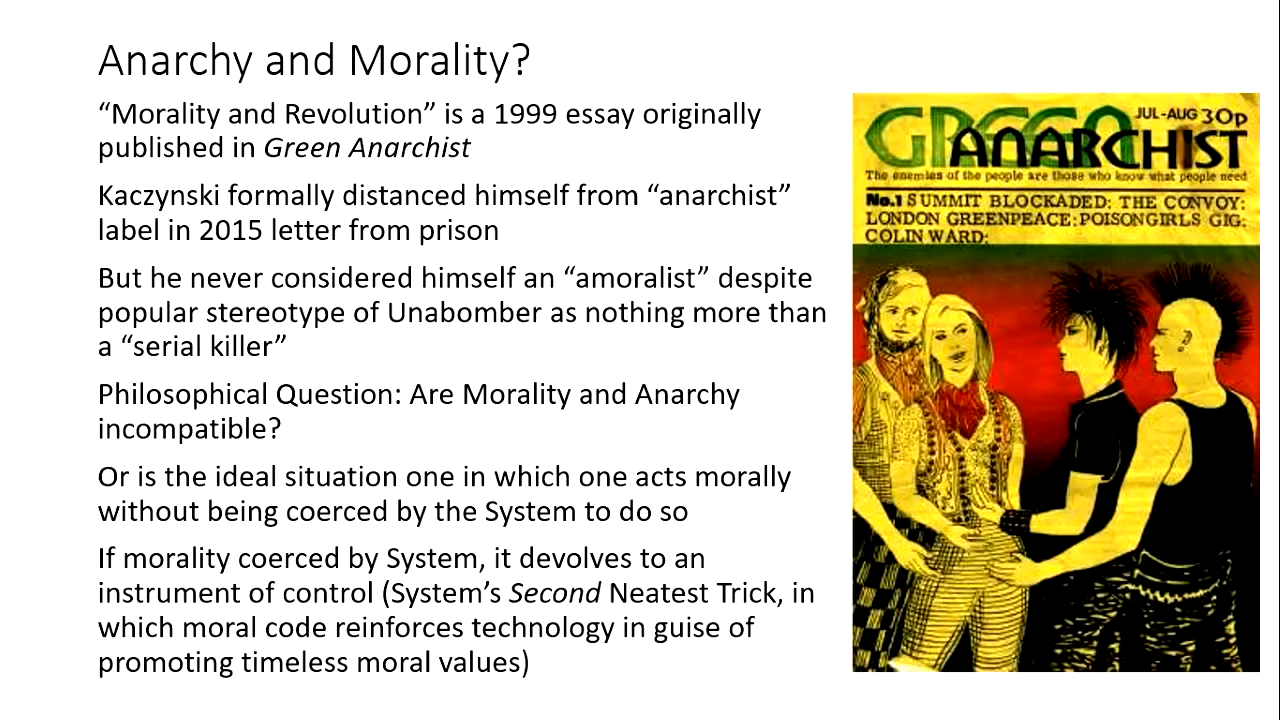 Anarchy and Morality?
“Morality and Revolution” is a 1999 essay originally
published in Green Anarchist
Kaczynski formally distanced himself from “anarchist”
label in 2015 letter from prison
But he never considered himself an “amoralist” despite
popular stereotype of Unabomber as nothing more than
a “serial killer”
Philosophical Question: Are Morality and Anarchy
incompatible?
Or is the ideal situation one in which one acts morally
without being coerced by the System to do so
If morality coerced by System, it devolves to an
instrument of control (System’s Second Neatest Trick, in
which moral code reinforces technology in guise of
promoting timeless moral values)
JUL-AUG 30p
GREEN
ANARCHIST
The enemies of the people are those who know what people need
No.1 SUMMIT BLOCKADED: THE CONVOY:
LONDON GREENPEACE: POISONGIRLS GIG:
COLIN WARD: